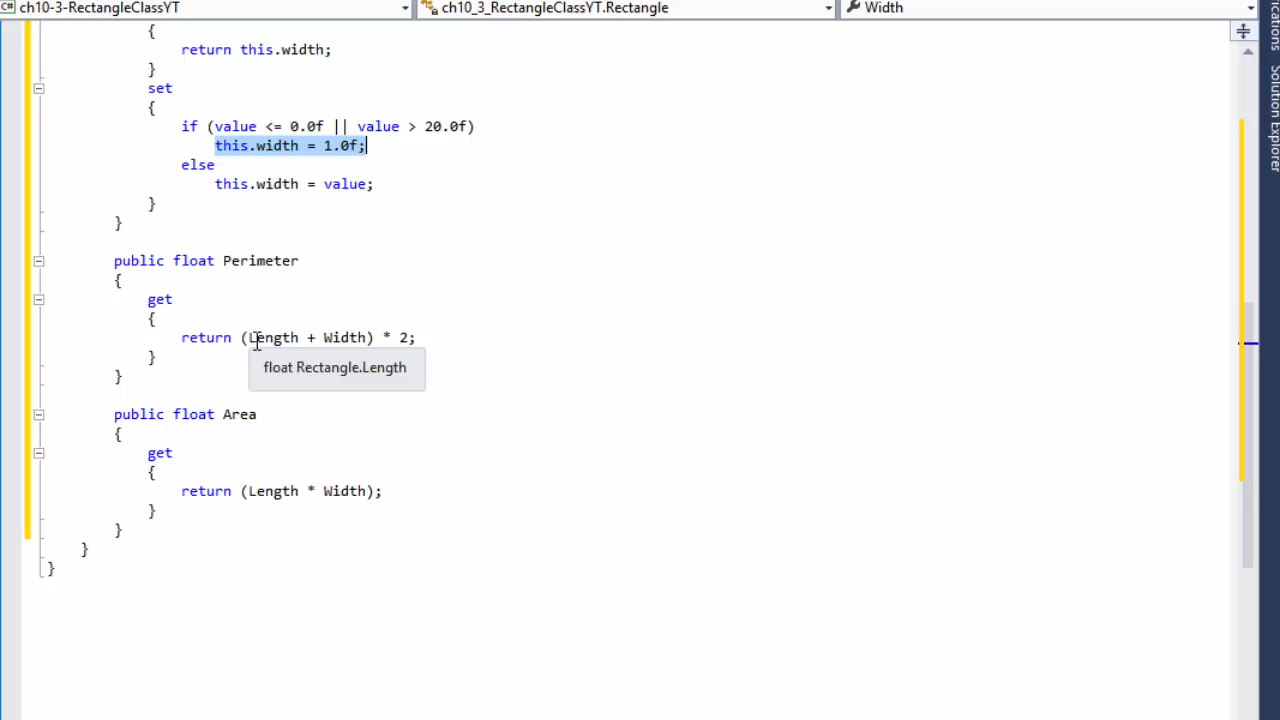 ch10-3-RectangleClassYT
ch10_3_RectangleClassYT.Rectangle
Width
{
return this.width;
}
set
{
if (value <= 0.0f || value > 20.0f)
this.width = 1.0f;
else
this.width = value;
}
}
public float Perimeter
{
get
{
return (Length + Width) * 2;
}
float Rectangle.Length
}
public float Area
{
get
{
return (Length * Width);
}
}
}
}
Solution Explorer